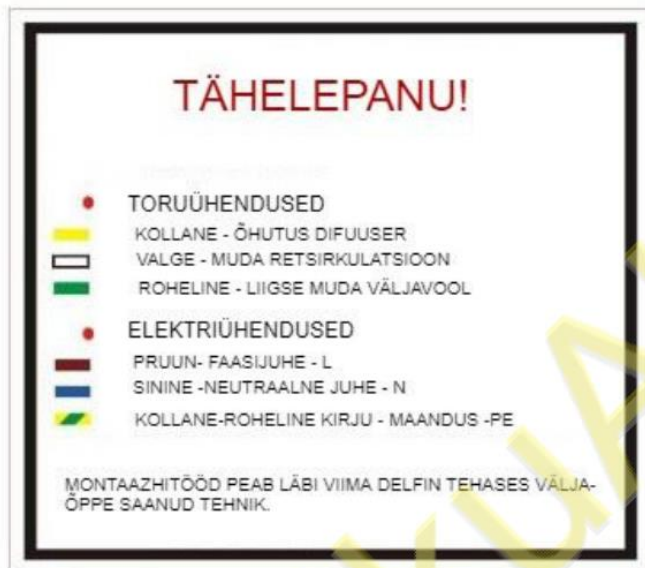 TÄHELEPANU!
TORUÜHENDUSED
KOLLANE - ÕHUTUS DIFUUSER
VALGE - MUDA RETSIRKULATSIOON
ROHELINE - LIIGSE MUDA VÄLJAVOOL
ELEKTRIÜHENDUSED
PRUUN- FAASIJUHE - L
SININE -NEUTRAALNE JUHE - N
KOLLANE-ROHELINE KIRJU - MAANDUS -PE
MONTAAZHITÖÖD PEAB LÄBI VIIMA DELFIN TEHASES VÄLJA-
ÕPPE SAANUD TEHNIK.